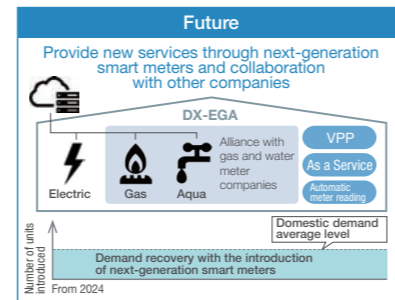 Future
Provide new services through next-generation
smart meters and collaboration
with other companies
DX-EGA
Electric
Gas
Aqua
Alliance with
gas and water
meter
companies
VPP
As a Service
Automatic
meter reading
Number of units
introduced
Domestic demand
average level
Demand recovery with the introduction
of next-generation smart meters
From 2024